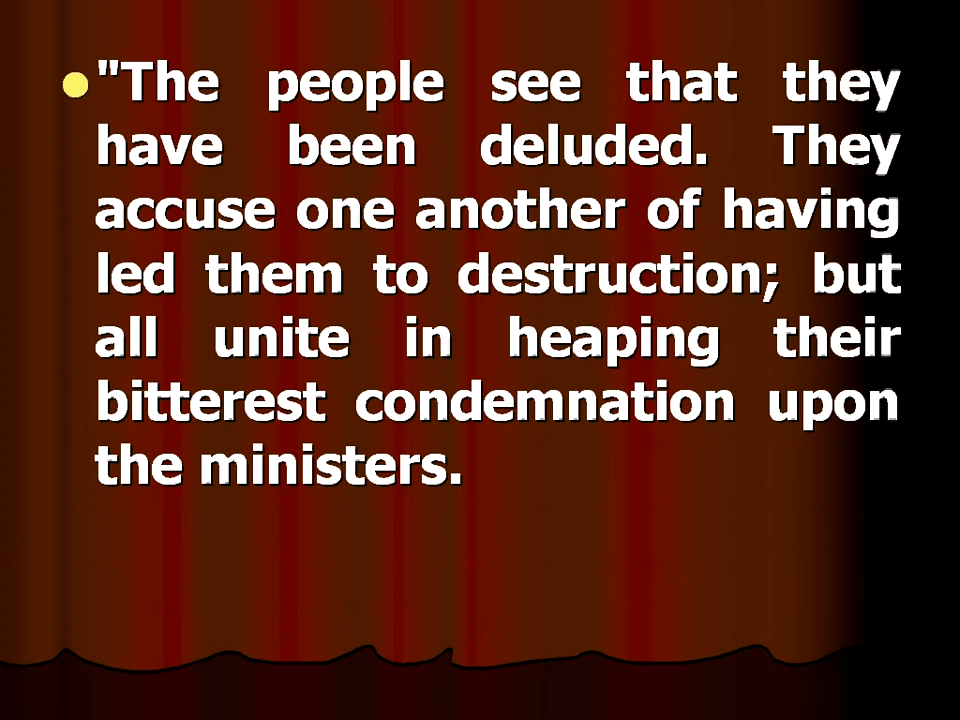 "The people see that they
have been deluded. They
accuse one another of having
led them to destruction; but
all unite in heaping their
bitterest condemnation upon
the ministers.